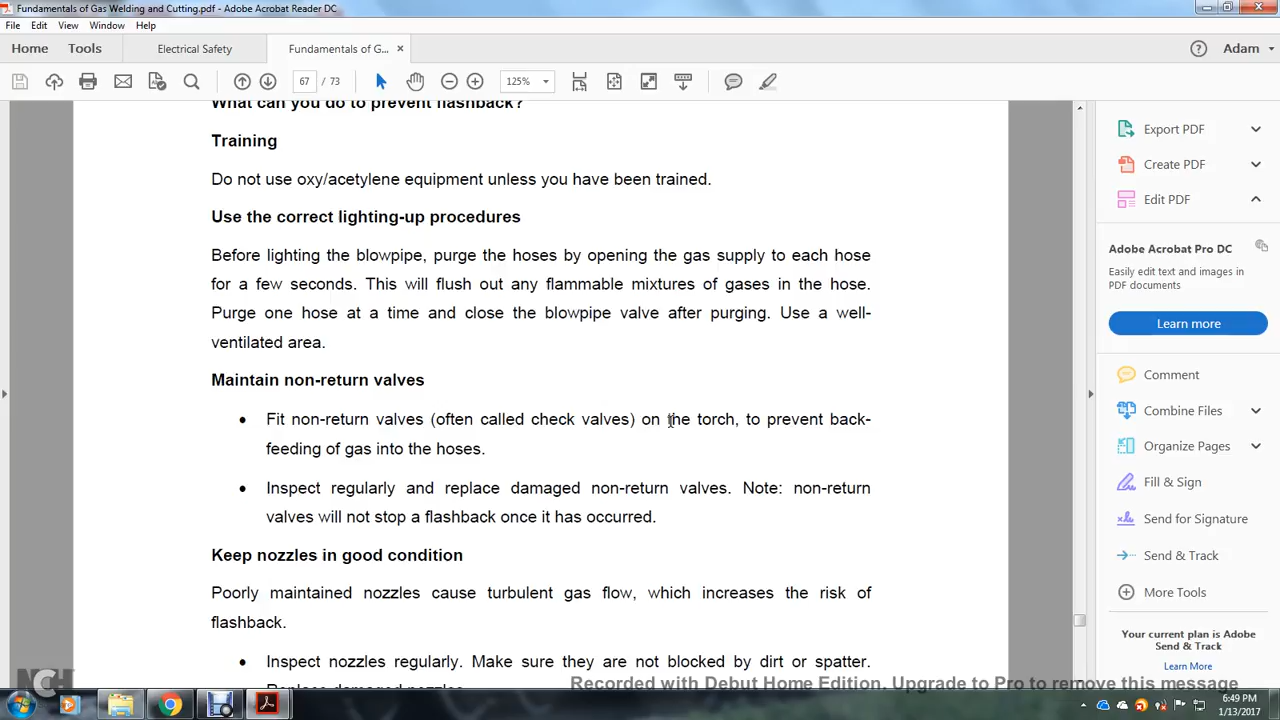 Fundamentals of Gas Welding and Cutting.pdf - Adobe Acrobat Reader DC
File Edit View Window Help
Home Tools Electrical Safety Fundamentals of G... × Adam
67 / 73 125%
What can you do to prevent flashback?
Training
Do not use oxy/acetylene equipment unless you have been trained.
Use the correct lighting-up procedures
Before lighting the blowpipe, purge the hoses by opening the gas supply to each hose
for a few seconds. This will flush out any flammable mixtures of gases in the hose.
Purge one hose at a time and close the blowpipe valve after purging. Use a well-
ventilated area.
Maintain non-return valves
• Fit non-return valves (often called check valves) on the torch, to prevent back-
feeding of gas into the hoses.
• Inspect regularly and replace damaged non-return valves. Note: non-return
valves will not stop a flashback once it has occurred.
Keep nozzles in good condition
Poorly maintained nozzles cause turbulent gas flow, which increases the risk of
flashback.
• Inspect nozzles regularly. Make sure they are not blocked by dirt or spatter.
Replace damaged nozzles.
Export PDF
Create PDF
Edit PDF
Adobe Acrobat Pro DC
Easily edit text and images in
PDF documents
Learn more
Comment
Combine Files
Organize Pages
Fill & Sign
Send for Signature
Send & Track
More Tools
Your current plan is Adobe
Send & Track
Learn More
NCH
Recorded with Debut Home Edition. Upgrade to Pro to remove this message
6:49 PM
1/13/2017